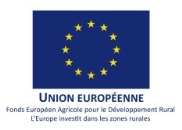 UNION EUROPÉENNE
Fonds Européen Agricole pour le Développement Rural
L'Europe investit dans les zones rurales